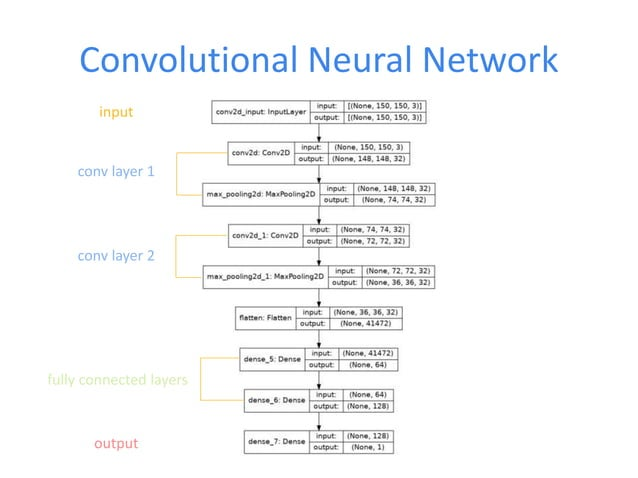 Convolutional Neural Network
input
conv2d_input: InputLayer
input: [(None, 150, 150, 3)]
output: [(None, 150, 150, 3)]
conv layer 1
conv2d: Conv2D
input: (None, 150, 150, 3)
output: (None, 148, 148, 32)
max_pooling2d: MaxPooling2D
input: (None, 148, 148, 32)
output: (None, 74, 74, 32)
conv layer 2
conv2d_1: Conv2D
input: (None, 74, 74, 32)
output: (None, 72, 72, 32)
max_pooling2d_1: MaxPooling2D
input: (None, 72, 72, 32)
output: (None, 36, 36, 32)
flatten: Flatten
input: (None, 36, 36, 32)
output: (None, 41472)
fully connected layers
dense_5: Dense
input: (None, 41472)
output: (None, 64)
dense_6: Dense
input: (None, 64)
output: (None, 128)
output
dense_7: Dense
input: (None, 128)
output: (None, 1)